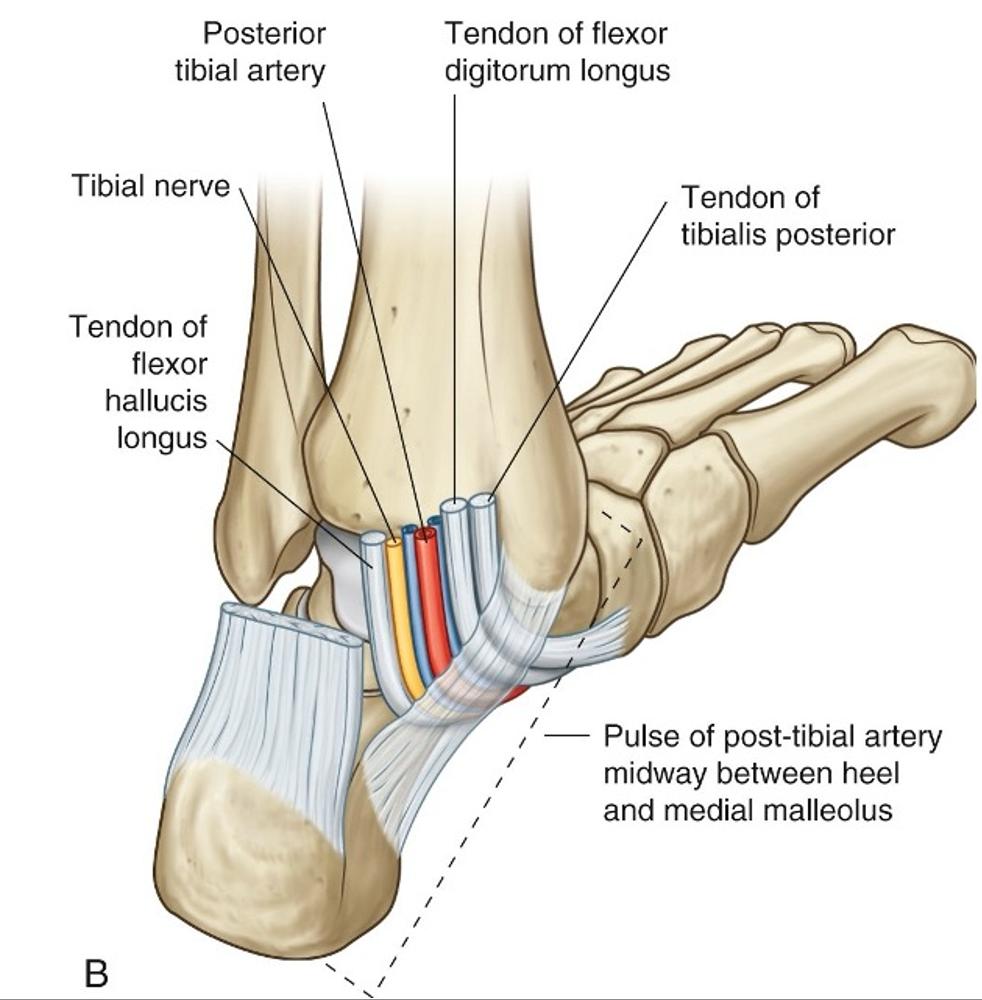 Posterior
tibial artery
Tendon of flexor
digitorum longus
Tibial nerve
Tendon of
tibialis posterior
Tendon of
flexor
hallucis
longus
Pulse of post-tibial artery
midway between heel
and medial malleolus
B